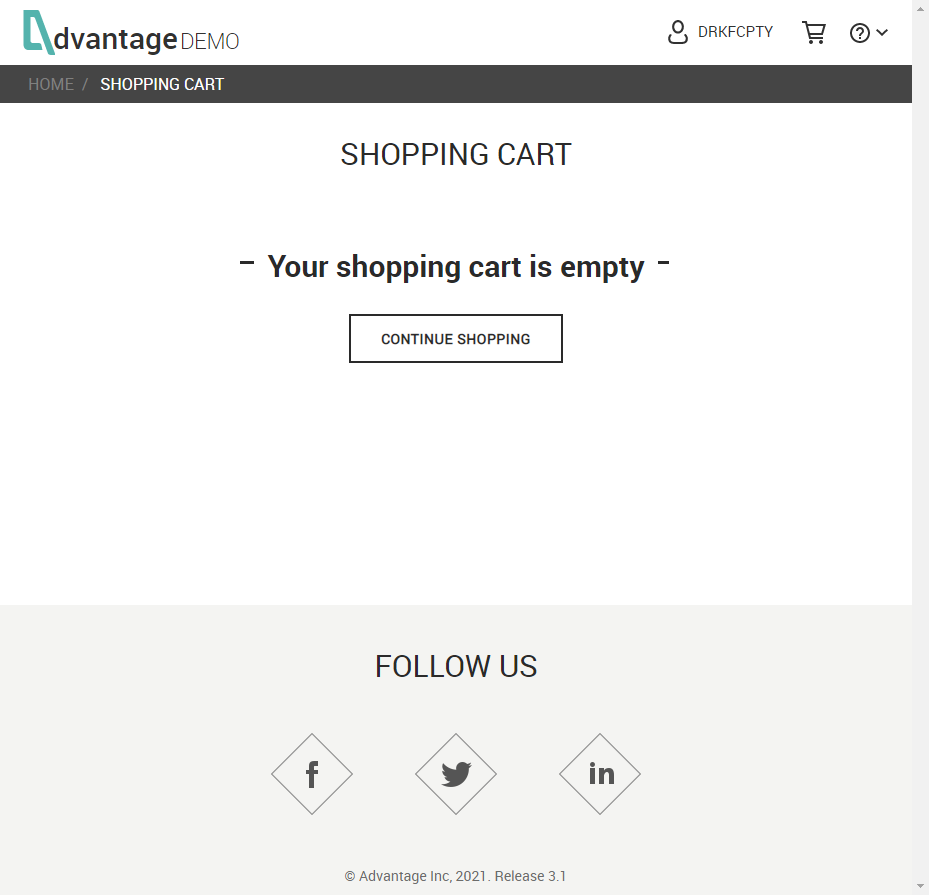 dvantage DEMO
DRKFCPTY
HOME / SHOPPING CART
SHOPPING CART
- Your shopping cart is empty -
CONTINUE SHOPPING
FOLLOW US
f
in
© Advantage Inc, 2021. Release 3.1